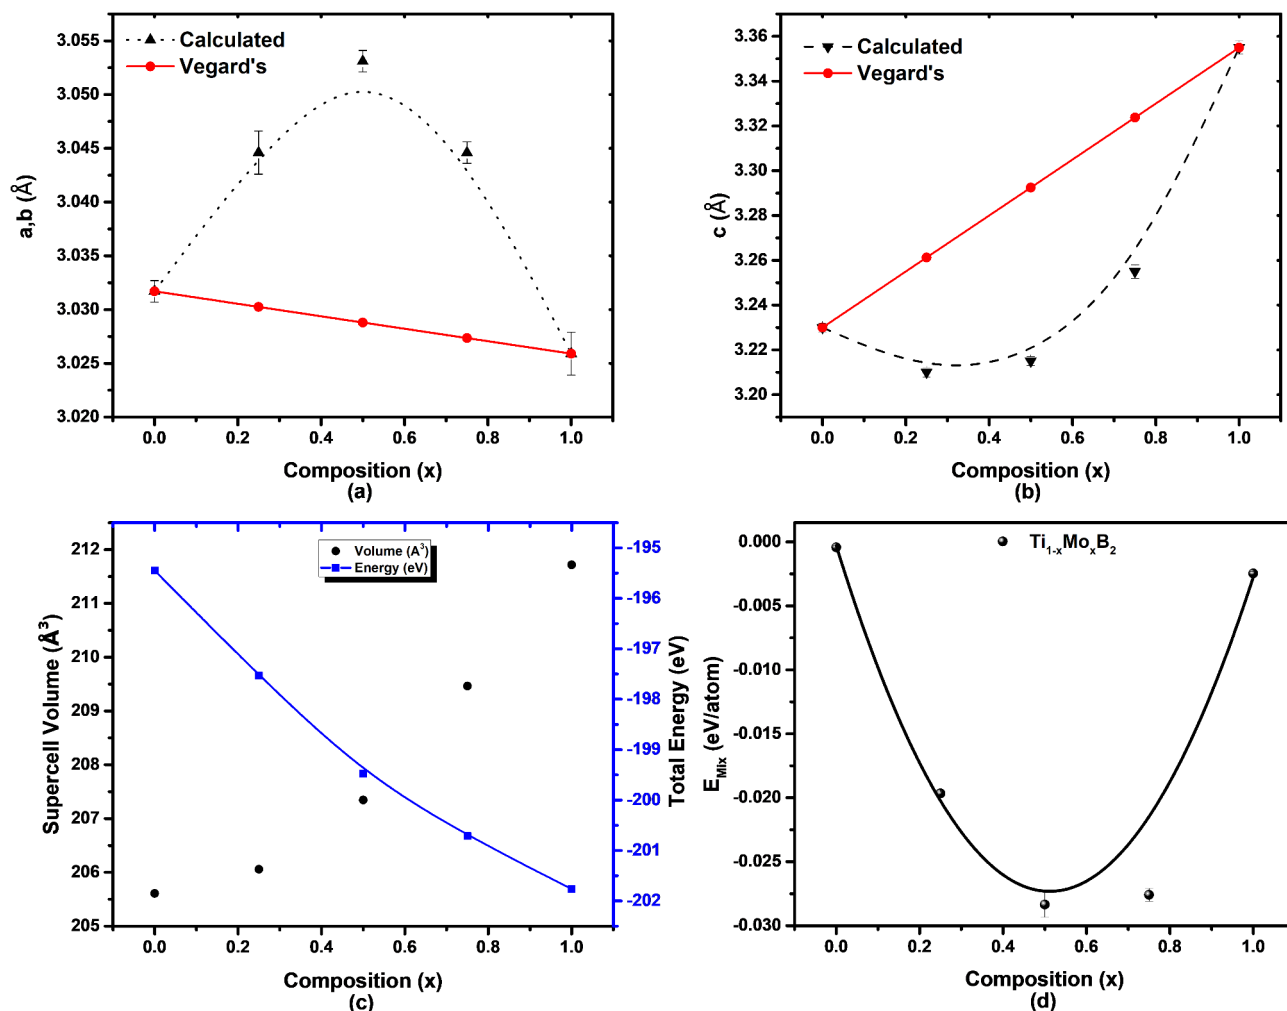 3.055
3.050
3.045
3.040
3.035
3.030
3.025
3.020
a,b (Å)
Calculated
Vegard's
0.0 0.2 0.4 0.6 0.8 1.0
Composition (x)
(a)
3.36
3.34
3.32
3.30
3.28
3.26
3.24
3.22
3.20
c (Å)
Calculated
Vegard's
0.0 0.2 0.4 0.6 0.8 1.0
Composition (x)
(b)
212
211
210
209
208
207
206
205
Supercell Volume (Å³)
Volume (A³)
Energy (eV)
-195
-196
-197
-198
-199
-200
-201
-202
Total Energy (eV)
0.0 0.2 0.4 0.6 0.8 1.0
Composition (x)
(c)
0.000
-0.005
-0.010
-0.015
-0.020
-0.025
-0.030
E_Mix (eV/atom)
Ti₁₋ₓMoₓB₂
0.0 0.2 0.4 0.6 0.8 1.0
Composition (x)
(d)